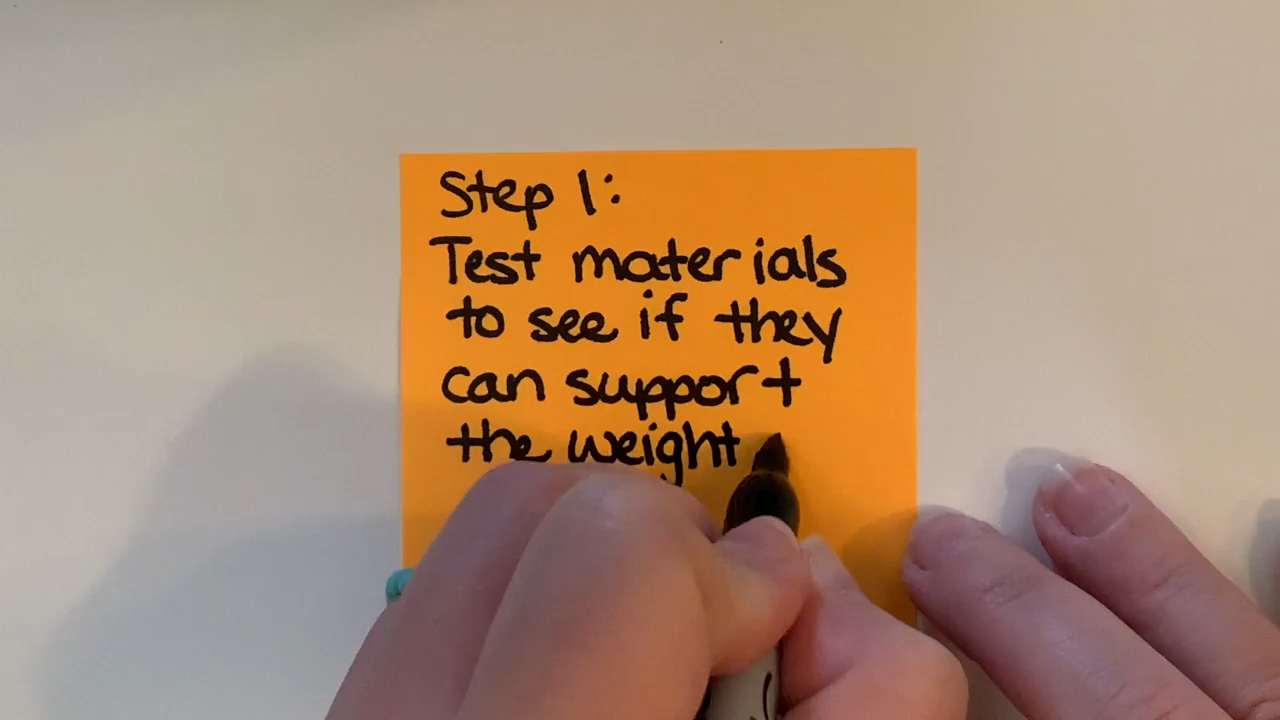 Step 1:
Test materials
to see if they
can support
the weight